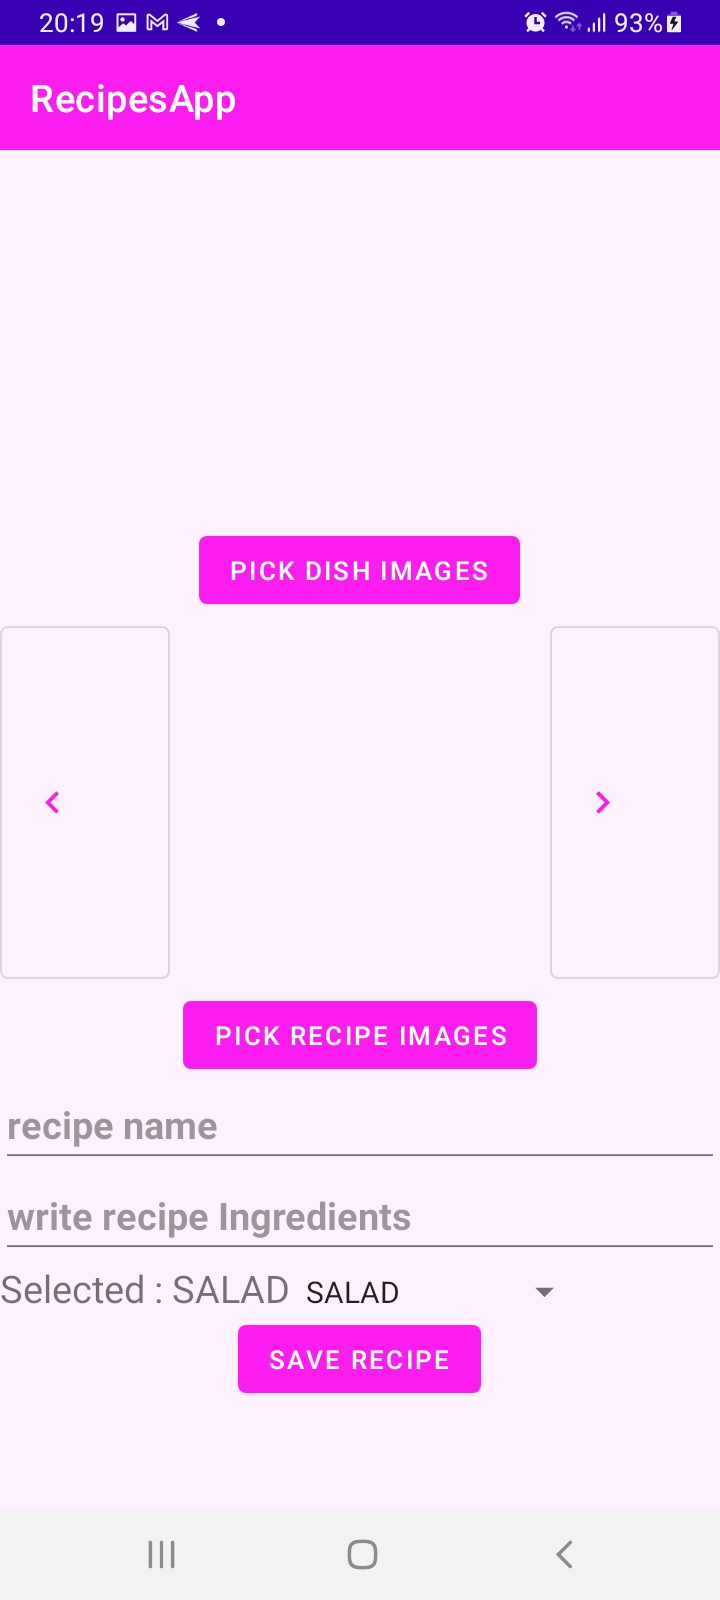 20:19 93%
RecipesApp
PICK DISH IMAGES
PICK RECIPE IMAGES
recipe name
write recipe Ingredients
Selected : SALAD SALAD
SAVE RECIPE